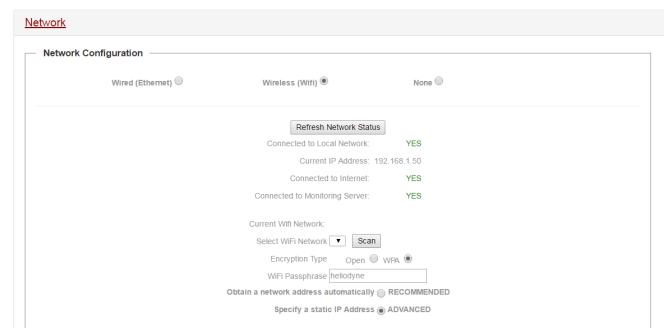 Network
Network Configuration
Wired (Ethernet) Wireless (Wifi) None
Refresh Network Status
Connected to Local Network: YES
Current IP Address: 192.168.1.50
Connected to Internet: YES
Connected to Monitoring Server: YES
Current Wifi Network:
Select WiFi Network Scan
Encryption Type Open WPA
WiFi Passphrase heliodyne
Obtain a network address automatically RECOMMENDED
Specify a static IP Address ADVANCED